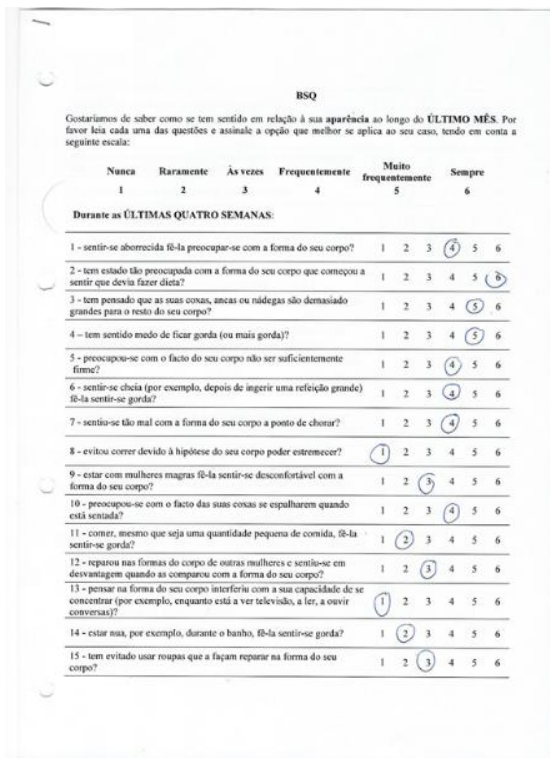 BSQ
Gostaríamos de saber como se tem sentido em relação à sua aparência ao longo do ÚLTIMO MÊS. Por
favor leia cada uma das questões e assinale a opção que melhor se aplica ao seu caso, tendo em conta a
seguinte escala:
Nunca Raramente Às vezes Frequentemente Muito frequentemente Sempre
1 2 3 4 5 6
Durante as ÚLTIMAS QUATRO SEMANAS:
1 - sentir-se aborrecida fê-la preocupar-se com a forma do seu corpo? 1 2 3 4 5 6
2 - tem estado tão preocupada com a forma do seu corpo que começou a
sentir que devia fazer dieta? 1 2 3 4 5 6
3 - tem pensado que as suas coxas, ancas ou nádegas são demasiado
grandes para o resto do seu corpo? 1 2 3 4 5 6
4 – tem sentido medo de ficar gorda (ou mais gorda)? 1 2 3 4 5 6
5 - preocupou-se com o facto do seu corpo não ser suficientemente
firme? 1 2 3 4 5 6
6 - sentir-se cheia (por exemplo, depois de ingerir uma refeição grande)
fê-la sentir-se gorda? 1 2 3 4 5 6
7 - sentiu-se tão mal com a forma do seu corpo a ponto de chorar? 1 2 3 4 5 6
8 - evitou correr devido à hipótese do seu corpo poder estremecer? 1 2 3 4 5 6
9 - estar com mulheres magras fê-la sentir-se desconfortável com a
forma do seu corpo? 1 2 3 4 5 6
10 - preocupou-se com o facto das suas coxas se espalharem quando
está sentada? 1 2 3 4 5 6
11 - comer, mesmo que seja uma quantidade pequena de comida, fê-la
sentir-se gorda? 1 2 3 4 5 6
12 - reparou nas formas do corpo de outras mulheres e sentiu-se em
desvantagem quando as comparou com a forma do seu corpo? 1 2 3 4 5 6
13 - pensar na forma do seu corpo interferiu com a sua capacidade de se
concentrar (por exemplo, enquanto está a ver televisão, a ler, a ouvir
conversas)? 1 2 3 4 5 6
14 - estar nua, por exemplo, durante o banho, fê-la sentir-se gorda? 1 2 3 4 5 6
15 - tem evitado usar roupas que a façam reparar na forma do seu
corpo? 1 2 3 4 5 6